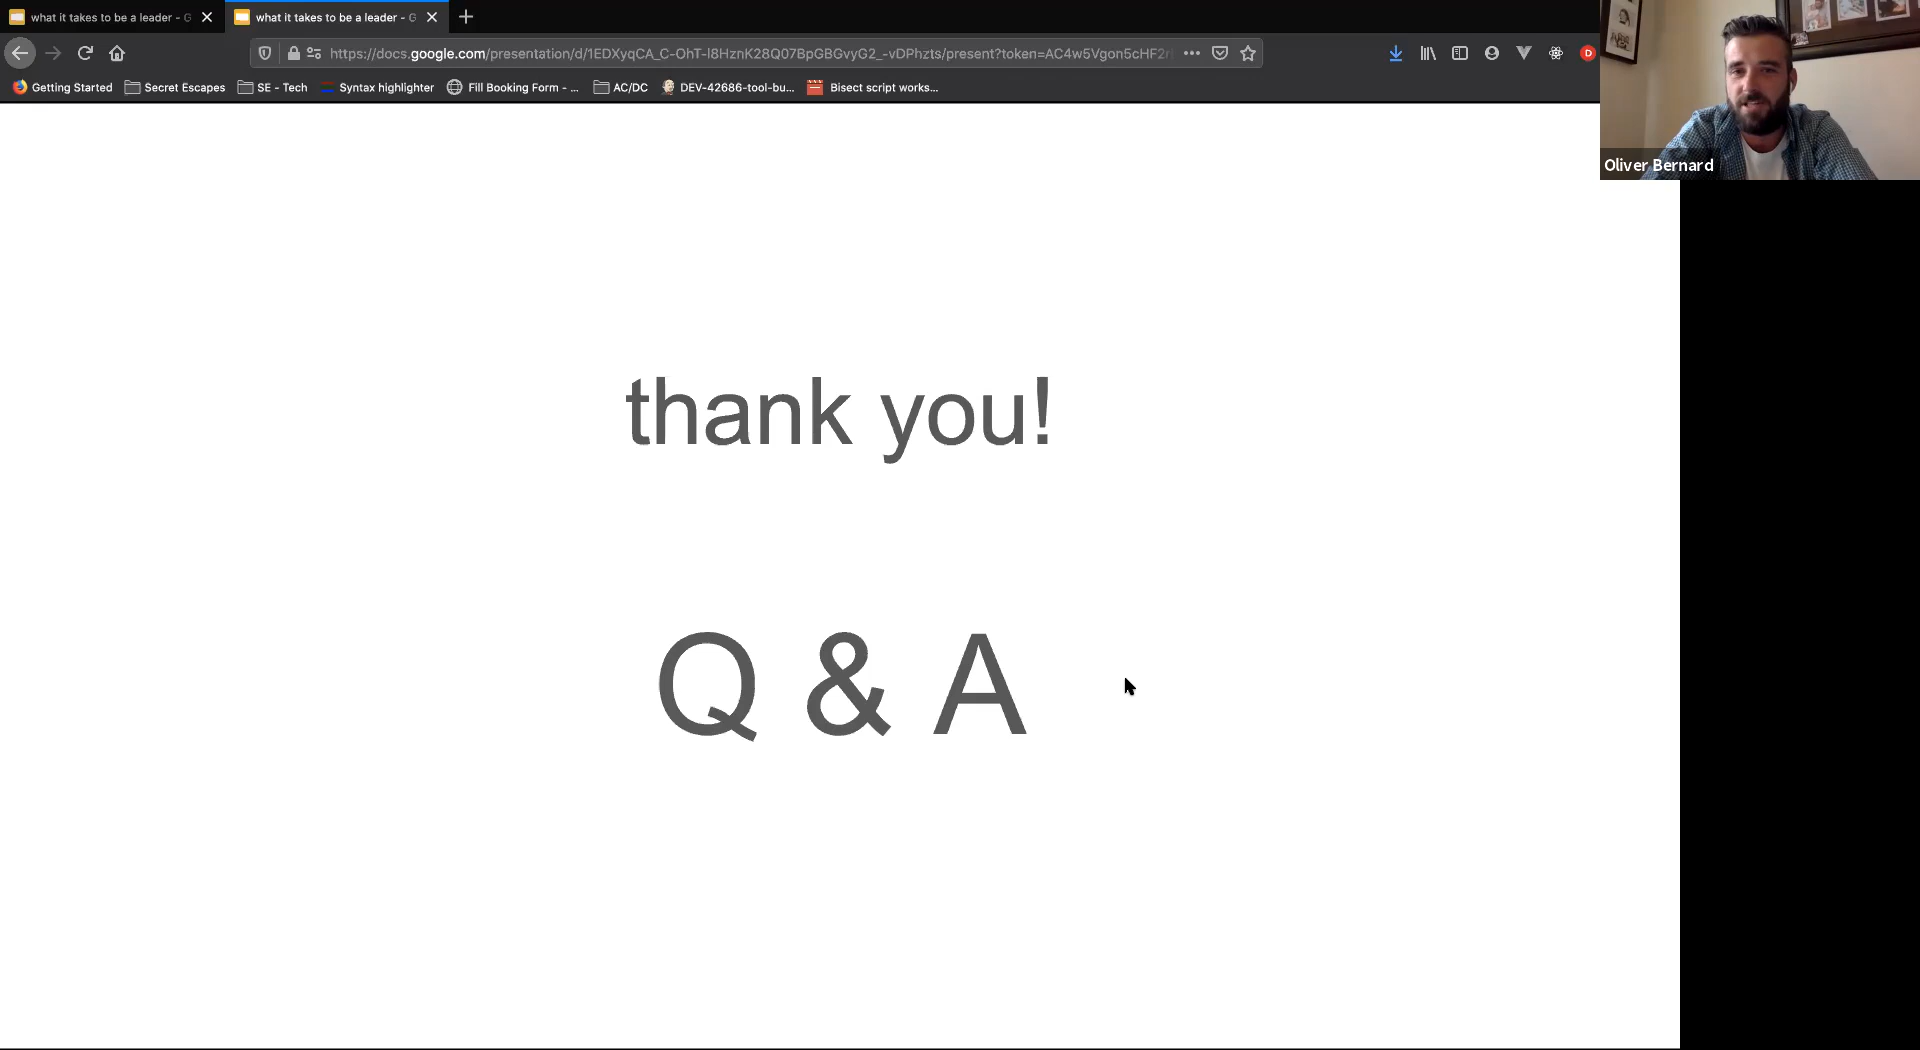 what it takes to be a leader - G
what it takes to be a leader - G
https://docs.google.com/presentation/d/1EDXyqCA_C-OhT-l8HznK28Q07BpGBGvyG2_-vDPhzts/present?token=AC4w5Vgon5cHF2r
D
Getting Started
Secret Escapes
SE - Tech
Syntax highlighter
Fill Booking Form - ...
AC/DC
DEV-42686-tool-bu...
Bisect script works...
Oliver Bernard
thank you!
Q & A